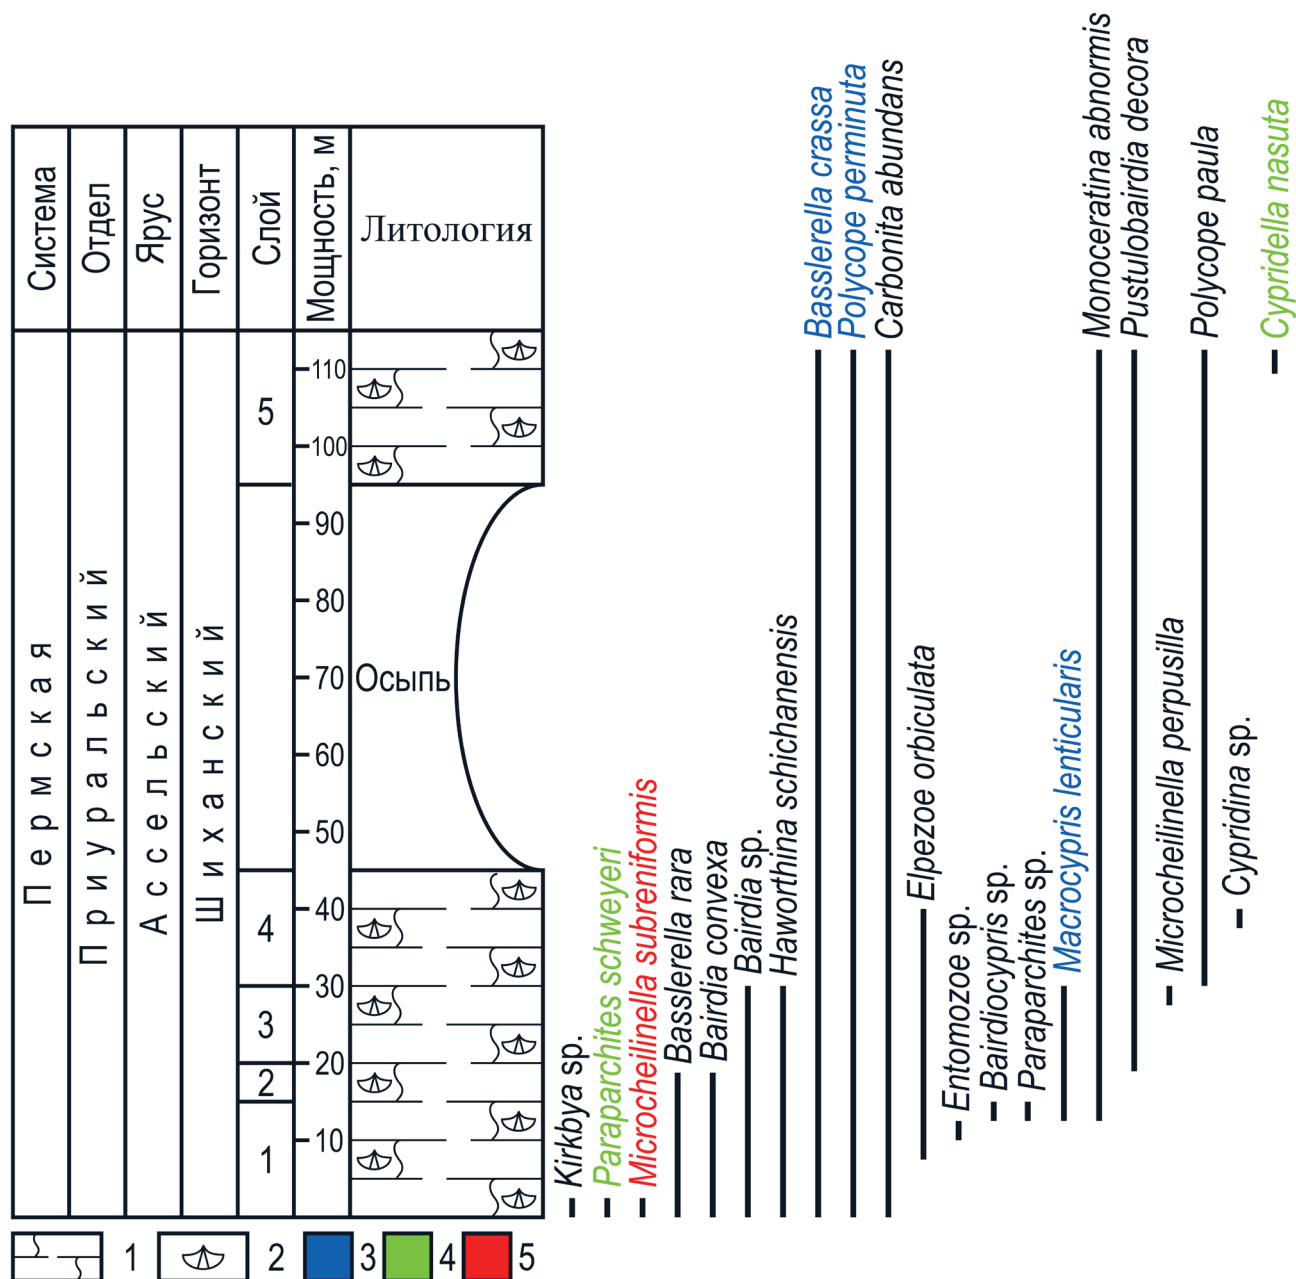 Система
Отдел
Ярус
Горизонт
Слой
Мощность, м
Литология
Пермская
Приуральский
Ассельский
Шиханский
5
4
3
2
1
110
100
90
80
70
60
50
40
30
20
10
Осыпь
Kirkbya sp.
Paraparchites schweyeri
Microcheilinella subreniformis
Basslerella rara
Bairdia convexa
Bairdia sp.
Haworthina schichanensis
Basslerella crassa
Polycope perminuta
Carbonita abundans
Elpezoe orbiculata
Entomozoe sp.
Bairdiocypris sp.
Paraparchites sp.
Macrocypris lenticularis
Monoceratina abnormis
Pustulobairdia decora
Microcheilinella perpusilla
Polycope paula
Cypridina sp.
Cypridella nasuta
1 2 3 4 5